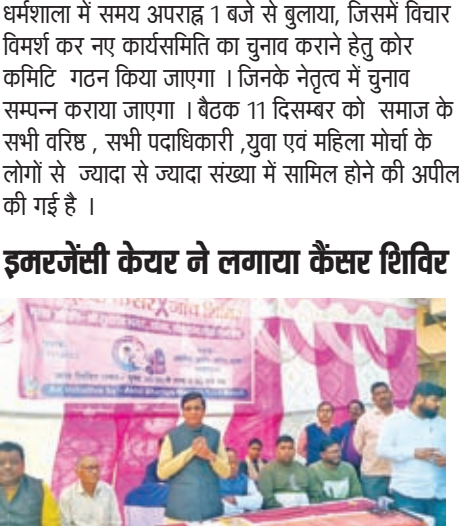 धर्मशाला में समय अपराह्न 1 बजे से बुलाया, जिसमें विचार
विमर्श कर नए कार्यसमिति का चुनाव कराने हेतु कोर
कमिटि गठन किया जाएगा । जिनके नेतृत्व में चुनाव
सम्पन्न कराया जाएगा । बैठक 11 दिसम्बर को समाज के
सभी वरिष्ठ , सभी पदाधिकारी ,युवा एवं महिला मोर्चा के
लोगों से ज्यादा से ज्यादा संख्या में सामिल होने की अपील
की गई है ।
इमरजेंसी केयर ने लगाया कैंसर शिविर
कैंसर जाँच शिविर